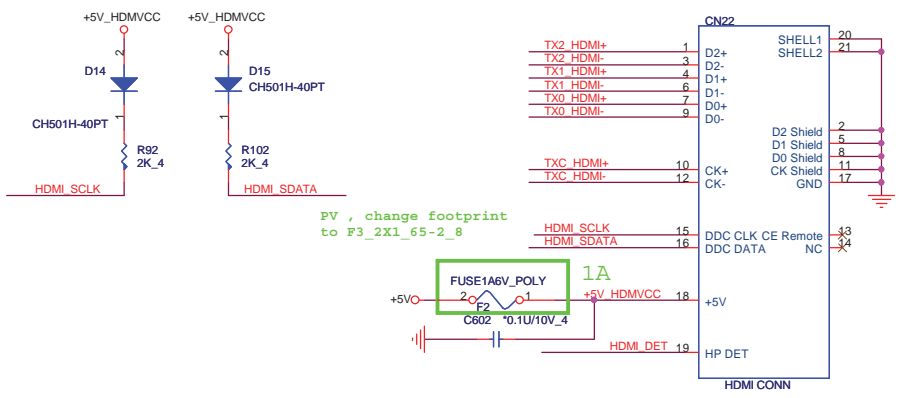 +5V_HDMVCC
+5V_HDMVCC
2
2
D14
D15
CH501H-40PT
CH501H-40PT
1
1
R92
2K_4
R102
2K_4
HDMI_SCLK
HDMI_SDATA
PV , change footprint
to F3_2X1_65-2_8
CN22
TX2_HDMI+ 1 D2+
TX2_HDMI- 3 D2-
TX1_HDMI+ 4 D1+
TX1_HDMI- 6 D1-
TX0_HDMI+ 7 D0+
TX0_HDMI- 9 D0-
SHELL1 20
SHELL2 21
D2 Shield 2
D1 Shield 5
D0 Shield 8
CK Shield 11
GND 17
TXC_HDMI+ 10 CK+
TXC_HDMI- 12 CK-
HDMI_SCLK 15 DDC CLK CE Remote 13
HDMI_SDATA 16 DDC DATA NC 14
FUSE1A6V_POLY
1A
+5V 2 1 +5V_HDMVCC 18 +5V
F2
C602 *0.1U/10V_4
HDMI_DET 19 HP DET
HDMI CONN